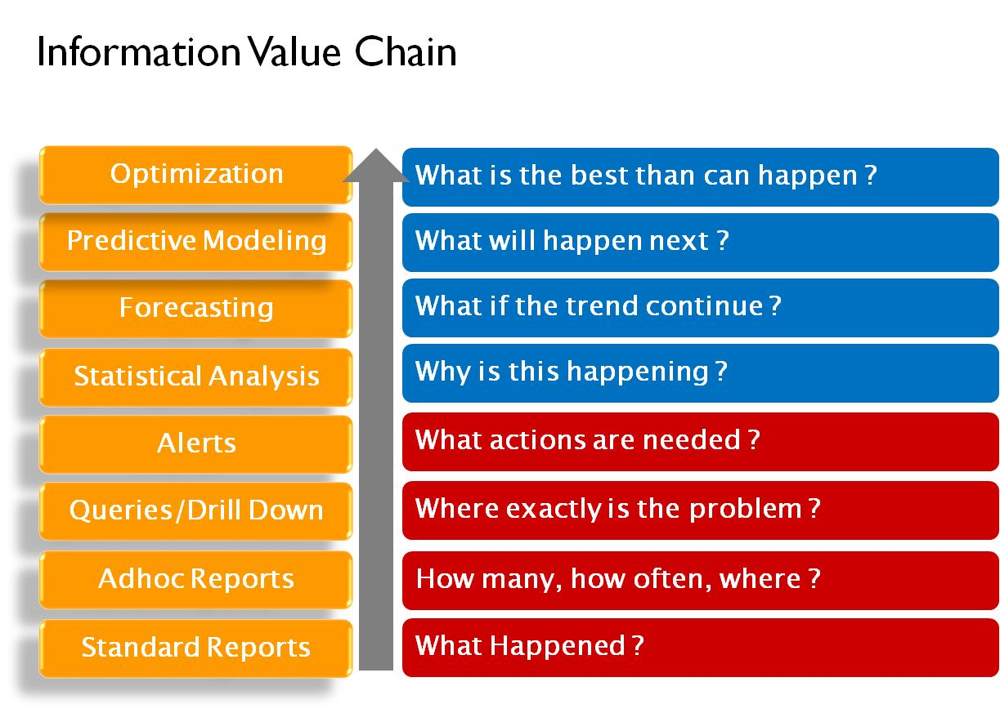 Information Value Chain
Optimization
What is the best than can happen ?
Predictive Modeling
What will happen next ?
Forecasting
What if the trend continue ?
Statistical Analysis
Why is this happening ?
Alerts
What actions are needed ?
Queries/Drill Down
Where exactly is the problem ?
Adhoc Reports
How many, how often, where ?
Standard Reports
What Happened ?